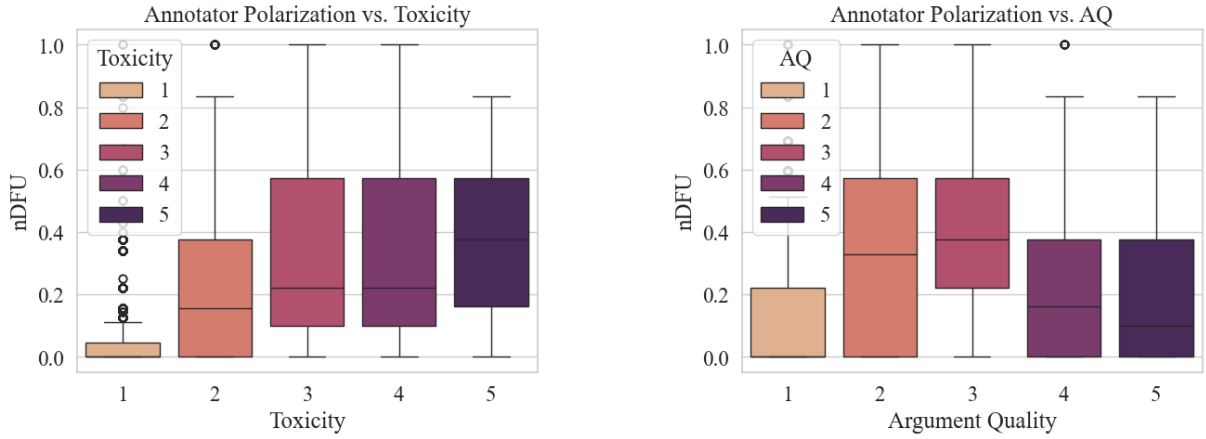 Annotator Polarization vs. Toxicity
nDFU
1.0
0.8
0.6
0.4
0.2
0.0
Toxicity
1
2
3
4
5
1 2 3 4 5
Toxicity
Annotator Polarization vs. AQ
nDFU
1.0
0.8
0.6
0.4
0.2
0.0
AQ
1
2
3
4
5
1 2 3 4 5
Argument Quality